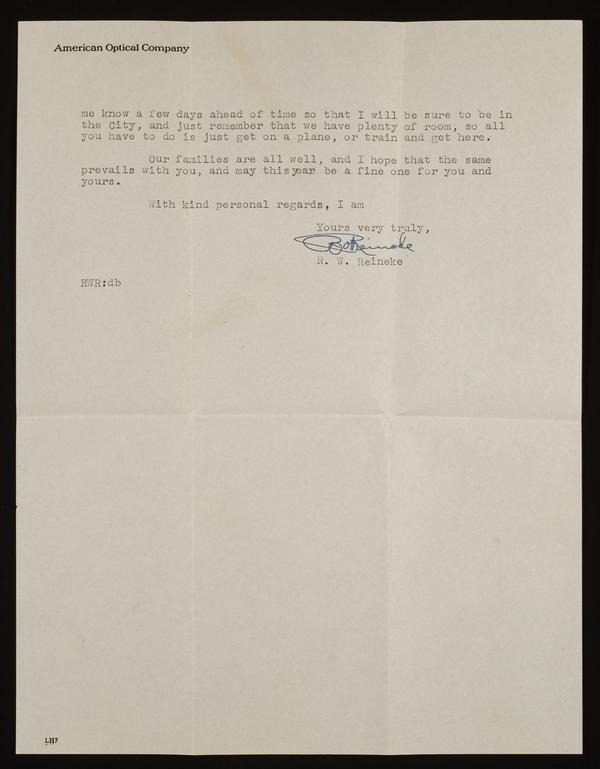 American Optical Company
me know a few days ahead of time so that I will be sure to be in
the City, and just remember that we have plenty of room, so all
you have to do is just get on a plane, or train and get here.
Our families are all well, and I hope that the same
prevails with you, and may thisyear be a fine one for you and
yours.
With kind personal regards, I am
Yours very truly,
Bo Reineke
R. W. Reineke
RWR:db
LH7